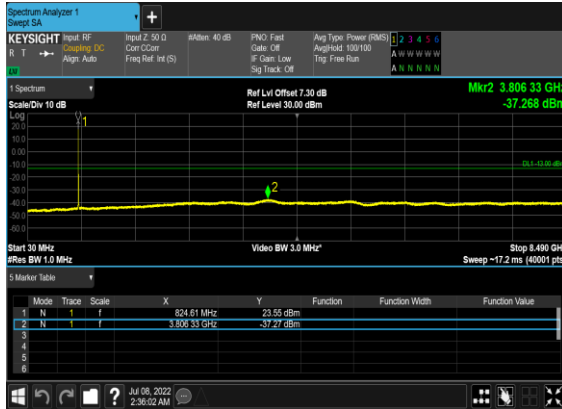 Spectrum Analyzer 1
Swept SA
KEYSIGHT Input: RF Input Z: 50 Ω #Atten: 40 dB PNO: Fast Avg Type: Power (RMS) 1 2 3 4 5 6
R T Coupling: DC Corr CCorr Gate: Off Avg|Hold: 100/100 A W W W W W
Align: Auto Freq Ref: Int (S) IF Gain: Low Trig: Free Run
LXI Sig Track: Off A N N N N N
1 Spectrum Ref Lvl Offset 7.30 dB Mkr2 3.806 33 GHz
Scale/Div 10 dB Ref Level 30.00 dBm -37.268 dBm
Log
20.0
10.0
0.00
-10.0
-20.0
-30.0
-40.0
-50.0
-60.0
1
2
DL1 -13.00 dBm
Start 30 MHz Video BW 3.0 MHz* Stop 8.490 GHz
#Res BW 1.0 MHz Sweep ~17.2 ms (40001 pts)
5 Marker Table
Mode Trace Scale X Y Function Function Width Function Value
1 N 1 f 824.61 MHz 23.55 dBm
2 N 1 f 3.806 33 GHz -37.27 dBm
3
4
5
6
? Jul 08, 2022
2:36:02 AM